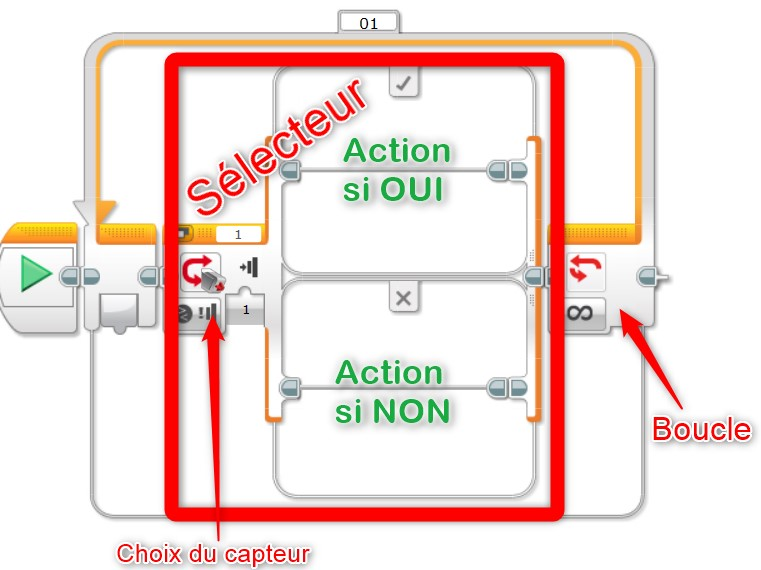 01
Sélecteur
Action
si OUI
1
1
Action
si NON
Boucle
Choix du capteur